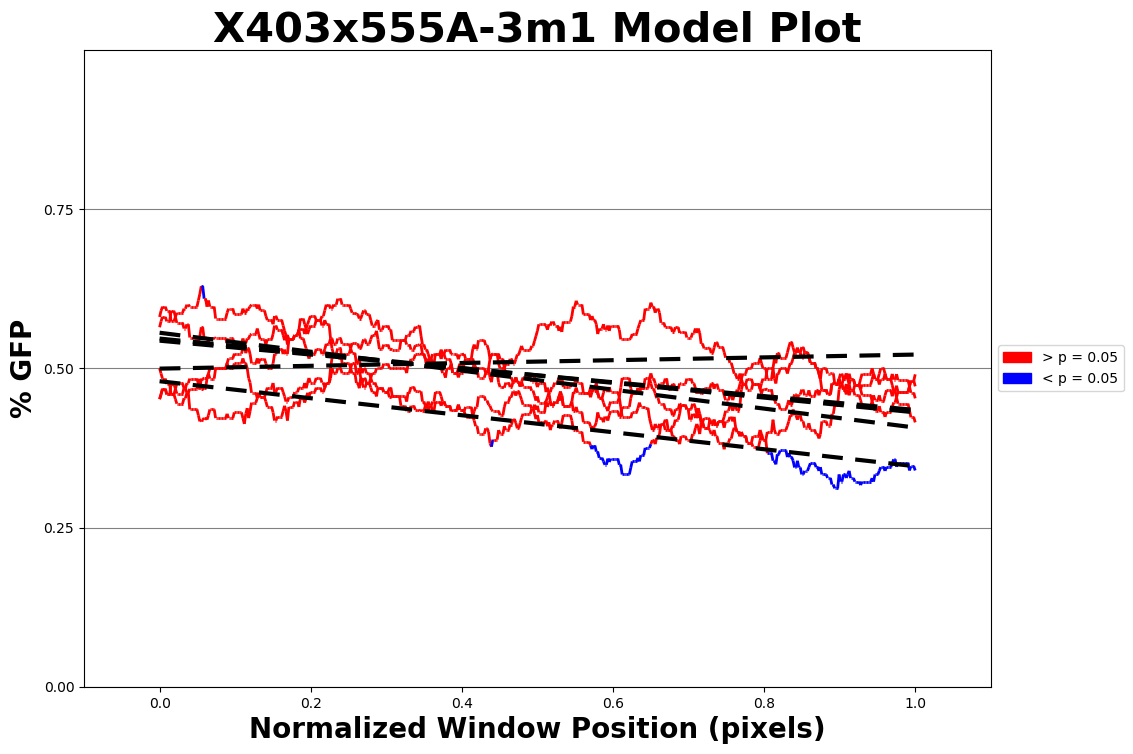 X403x555A-3m1 Model Plot
% GFP
0.75
0.50
0.25
0.00
0.0 0.2 0.4 0.6 0.8 1.0
Normalized Window Position (pixels)
> p = 0.05
< p = 0.05